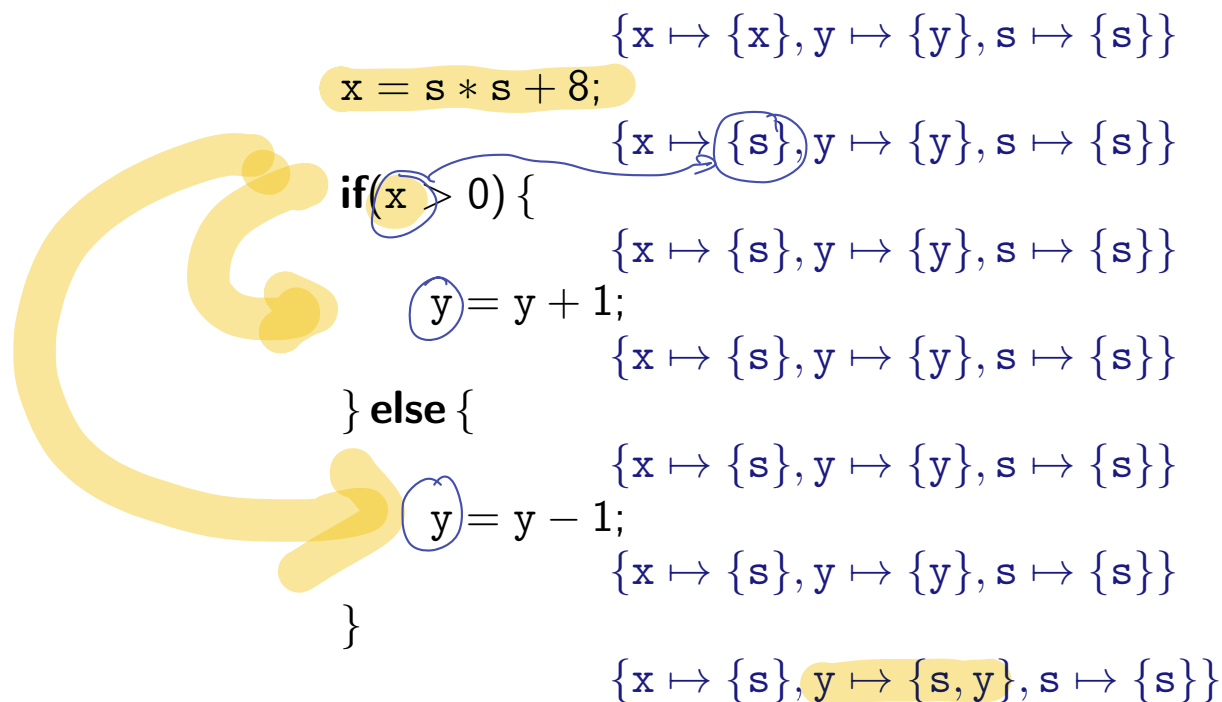 {x ↦ {x}, y ↦ {y}, s ↦ {s}}
x = s ∗ s + 8;
{x ↦ {s}, y ↦ {y}, s ↦ {s}}
if(x > 0) {
{x ↦ {s}, y ↦ {y}, s ↦ {s}}
y = y + 1;
{x ↦ {s}, y ↦ {y}, s ↦ {s}}
} else {
{x ↦ {s}, y ↦ {y}, s ↦ {s}}
y = y − 1;
{x ↦ {s}, y ↦ {y}, s ↦ {s}}
}
{x ↦ {s}, y ↦ {s, y}, s ↦ {s}}